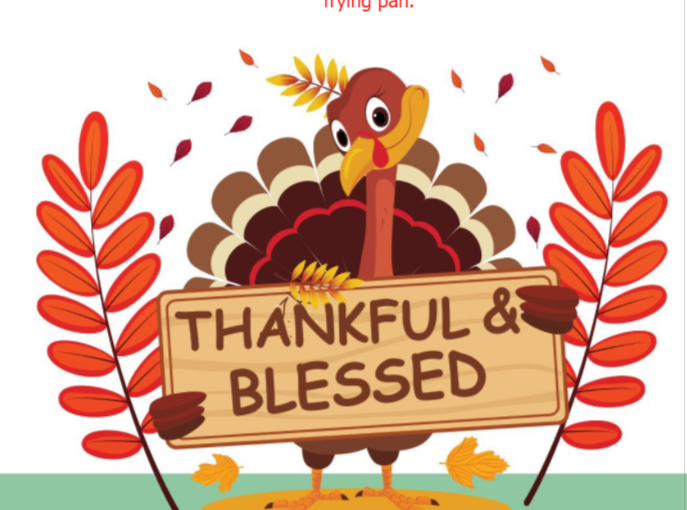 frying pan.
THANKFUL &
BLESSED